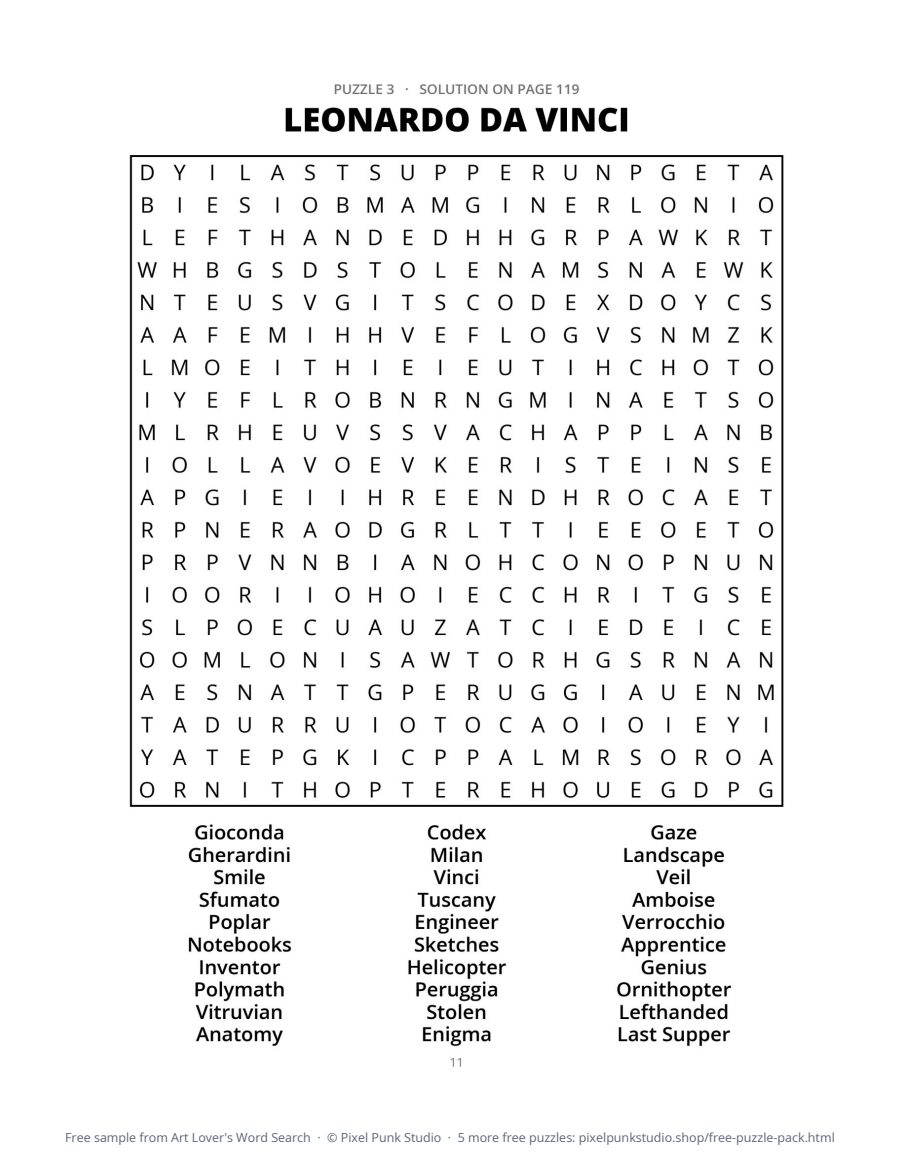 PUZZLE 3 · SOLUTION ON PAGE 119
LEONARDO DA VINCI
D Y I L A S T S U P P E R U N P G E T A
B I E S I O B M A M G I N E R L O N I O
L E F T H A N D E D H H G R P A W K R T
W H B G S D S T O L E N A M S N A E W K
N T E U S V G I T S C O D E X D O Y C S
A A F E M I H H V E F L O G V S N M Z K
L M O E I T H I E I E U T I H C H O T O
I Y E F L R O B N R N G M I N A E T S O
M L R H E U V S S V A C H A P P L A N B
I O L L A V O E V K E R I S T E I N S E
A P G I E I I H R E E N D H R O C A E T
R P N E R A O D G R L T T I E E O E T O
P R P V N N B I A N O H C O N O P N U N
I O O R I I O H O I E C C H R I T G S E
S L P O E C U A U Z A T C I E D E I C E
O O M L O N I S A W T O R H G S R N A N
A E S N A T T G P E R U G G I A U E N M
T A D U R R U I O T O C A O I O I E Y I
Y A T E P G K I C P P A L M R S O R O A
O R N I T H O P T E R E H O U E G D P G
Gioconda Codex Gaze
Gherardini Milan Landscape
Smile Vinci Veil
Sfumato Tuscany Amboise
Poplar Engineer Verrocchio
Notebooks Sketches Apprentice
Inventor Helicopter Genius
Polymath Peruggia Ornithopter
Vitruvian Stolen Lefthanded
Anatomy Enigma Last Supper
11
Free sample from Art Lover's Word Search · © Pixel Punk Studio · 5 more free puzzles: pixelpunkstudio.shop/free-puzzle-pack.html